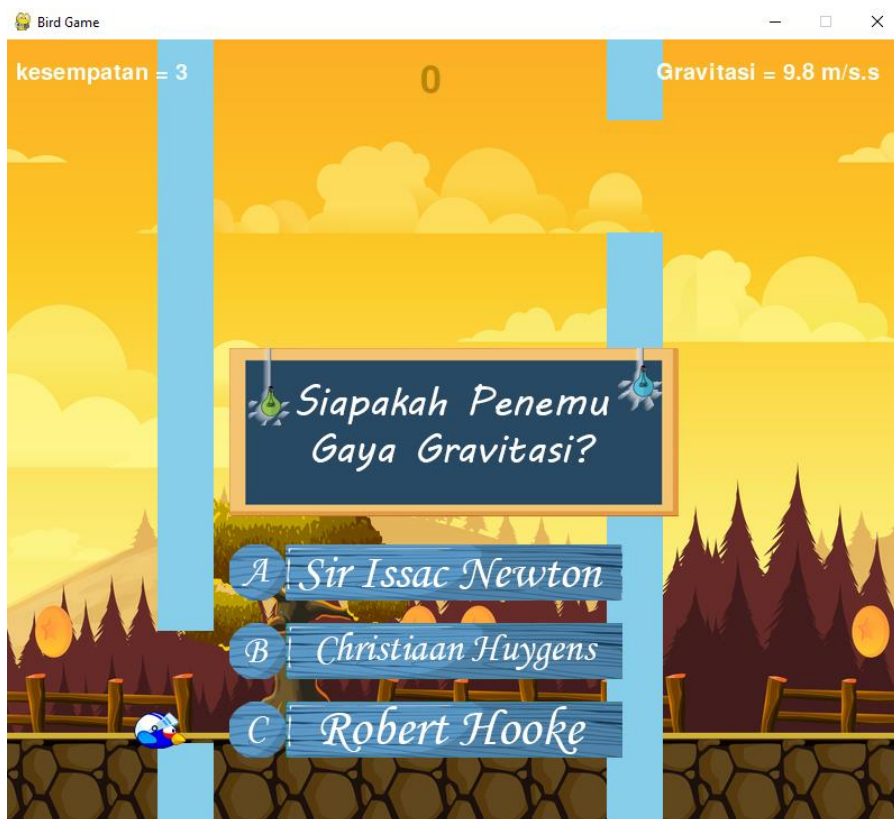 Bird Game
kesempatan = 3
0
Gravitasi = 9.8 m/s.s
Siapakah Penemu
Gaya Gravitasi?
A Sir Issac Newton
B Christiaan Huygens
C Robert Hooke